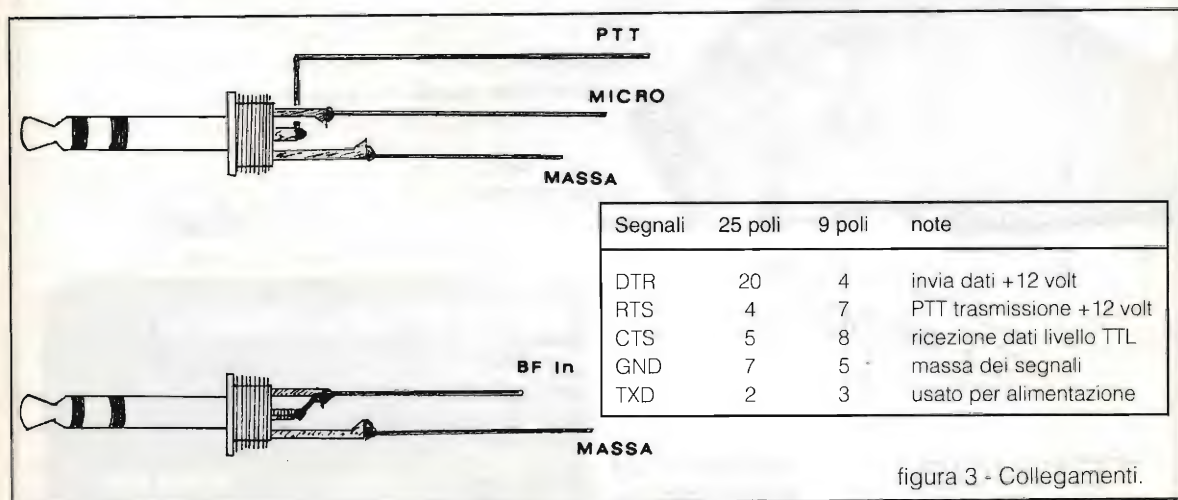 PTT
MICRO
MASSA
Segnali 25 poli 9 poli note
DTR 20 4 invia dati +12 volt
RTS 4 7 PTT trasmissione +12 volt
CTS 5 8 ricezione dati livello TTL
GND 7 5 massa dei segnali
TXD 2 3 usato per alimentazione
BF In
MASSA
figura 3 - Collegamenti.